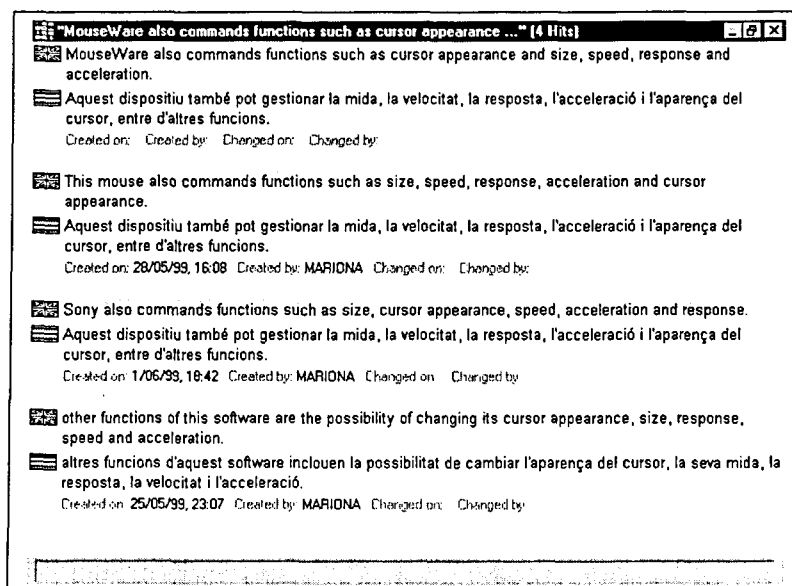 "MouseWare also commands functions such as cursor appearance ..." (4 Hits)
MouseWare also commands functions such as cursor appearance and size, speed, response and
acceleration.
Aquest dispositiu també pot gestionar la mida, la velocitat, la resposta, l'acceleració i l'aparença del
cursor, entre d'altres funcions.
Created on: Created by: Changed on: Changed by:
This mouse also commands functions such as size, speed, response, acceleration and cursor
appearance.
Aquest dispositiu també pot gestionar la mida, la velocitat, la resposta, l'acceleració i l'aparença del
cursor, entre d'altres funcions.
Created on: 28/05/99, 16:08 Created by: MARIONA Changed on: Changed by:
Sony also commands functions such as size, cursor appearance, speed, acceleration and response.
Aquest dispositiu també pot gestionar la mida, la velocitat, la resposta, l'acceleració i l'aparença del
cursor, entre d'altres funcions.
Created on: 1/06/99, 18:42 Created by: MARIONA Changed on: Changed by:
other functions of this software are the possibility of changing its cursor appearance, size, response,
speed and acceleration.
altres funcions d'aquest software inclouen la possibilitat de cambiar l'aparença del cursor, la seva mida, la
resposta, la velocitat i l'acceleració.
Created on: 25/05/99, 23:07 Created by: MARIONA Changed on: Changed by: